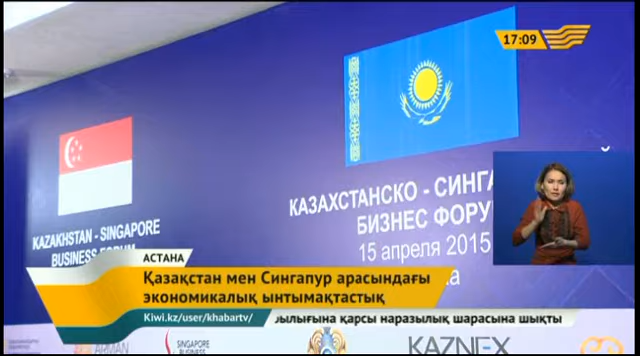 17:09
KAZAKHSTAN - SINGAPORE
BUSINESS FORUM
КАЗАХСТАНСКО - СИНГА
БИЗНЕС ФОРУ
15 апреля 2015
АСТАНА
Қазақстан мен Сингапур арасындағы
экономикалық ынтымақтастық
Kiwi.kz/user/khabartv/
ылығына қарсы наразылық шарасына шықты
ARMAN
SINGAPORE
BUSINESS
KAZNEX